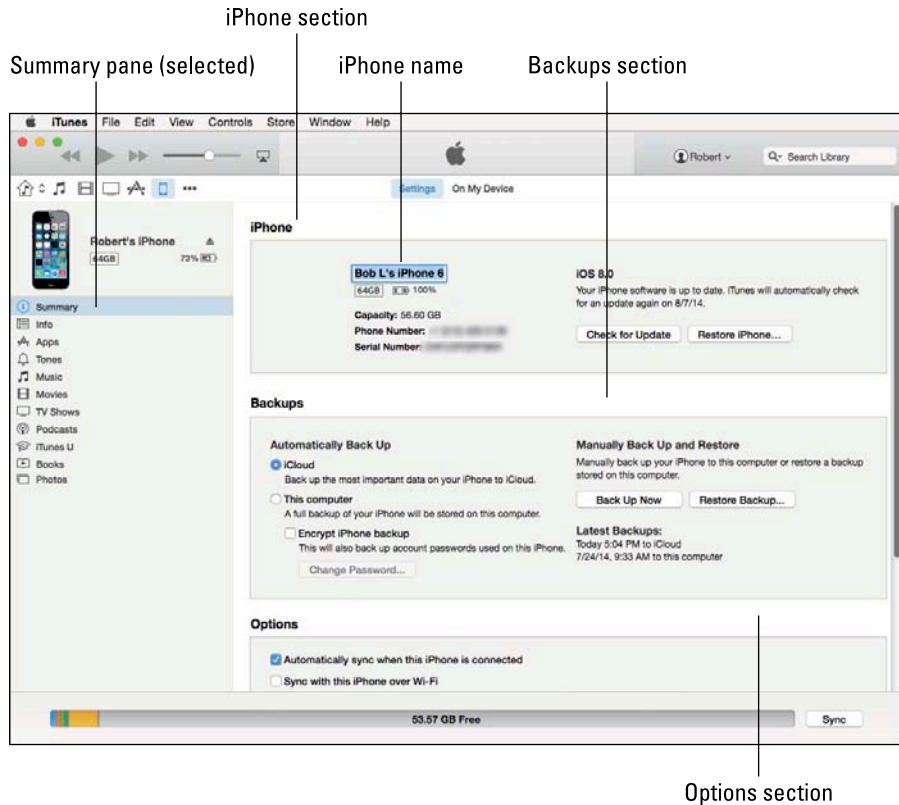 iPhone section
Summary pane (selected)
iPhone name
Backups section
iTunes File Edit View Controls Store Window Help
Robert
Search Library
Settings On My Device
Robert's iPhone
64GB 73%
Summary
Info
Apps
Tones
Music
Movies
TV Shows
Podcasts
iTunes U
Books
Photos
iPhone
Bob L's iPhone 6
64GB 100%
Capacity: 56.60 GB
Phone Number:
Serial Number:
iOS 8.0
Your iPhone software is up to date. iTunes will automatically check
for an update again on 8/7/14.
Check for Update Restore iPhone...
Backups
Automatically Back Up
iCloud
Back up the most important data on your iPhone to iCloud.
This computer
A full backup of your iPhone will be stored on this computer.
Encrypt iPhone backup
This will also back up account passwords used on this iPhone.
Change Password...
Manually Back Up and Restore
Manually back up your iPhone to this computer or restore a backup
stored on this computer.
Back Up Now Restore Backup...
Latest Backups:
Today 5:04 PM to iCloud
7/24/14, 9:33 AM to this computer
Options
Automatically sync when this iPhone is connected
Sync with this iPhone over Wi-Fi
53.57 GB Free
Sync
Options section